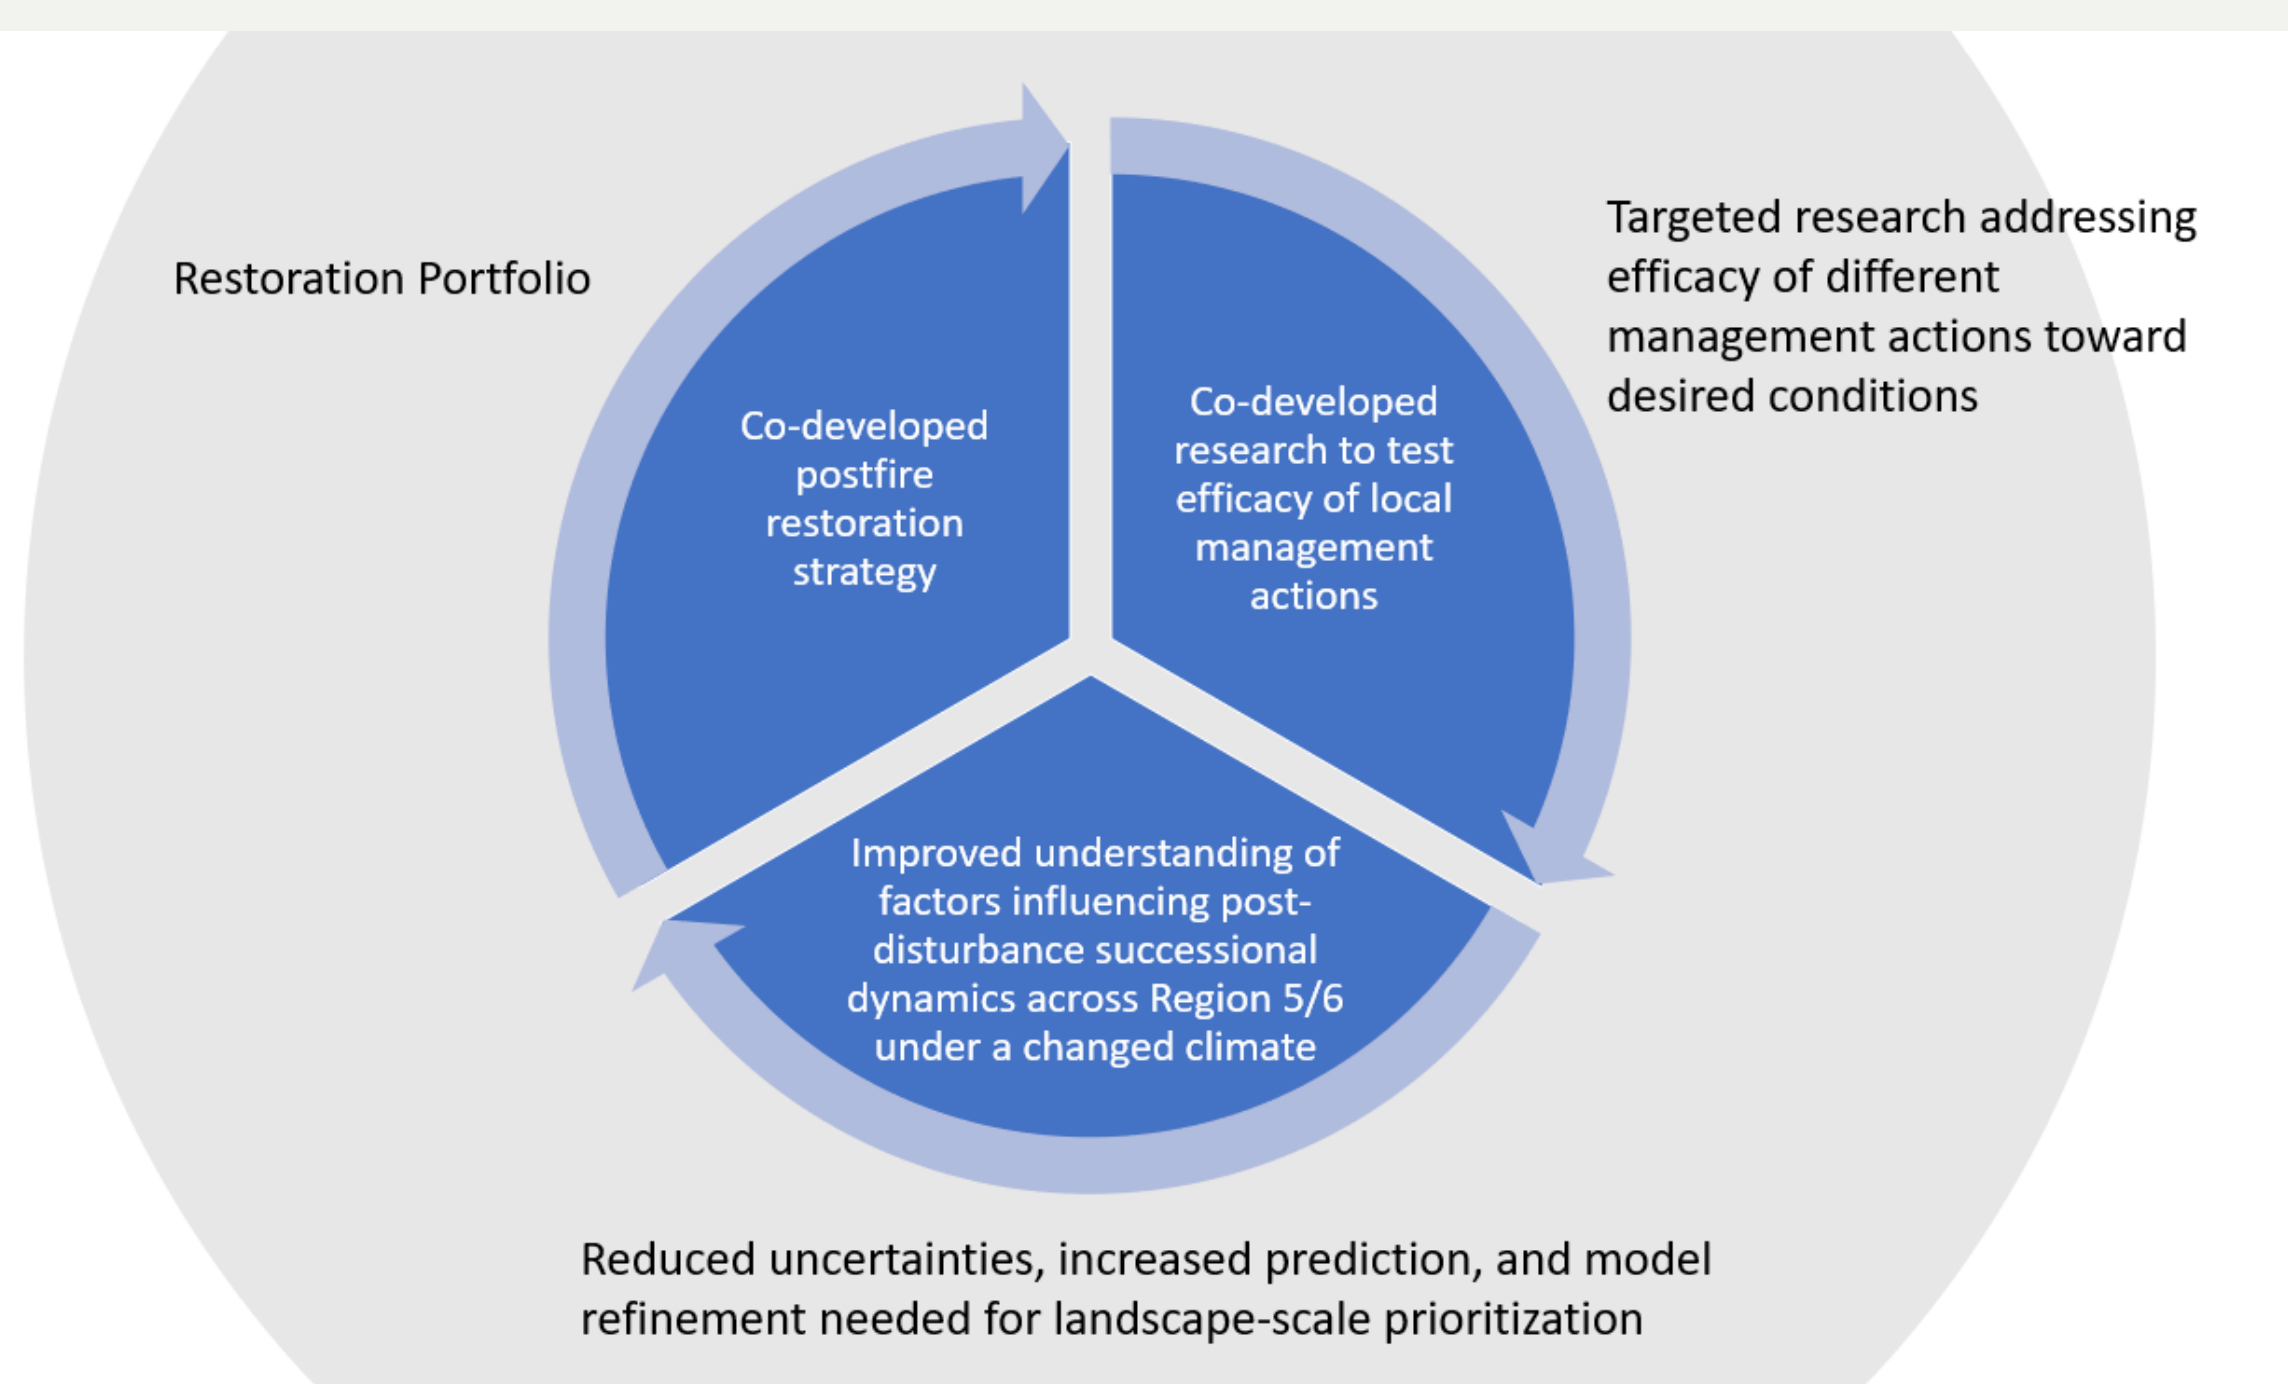 Restoration Portfolio
Co-developed
postfire
restoration
strategy
Co-developed
research to test
efficacy of local
management
actions
Targeted research addressing
efficacy of different
management actions toward
desired conditions
Improved understanding of
factors influencing post-
disturbance successional
dynamics across Region 5/6
under a changed climate
Reduced uncertainties, increased prediction, and model
refinement needed for landscape-scale prioritization